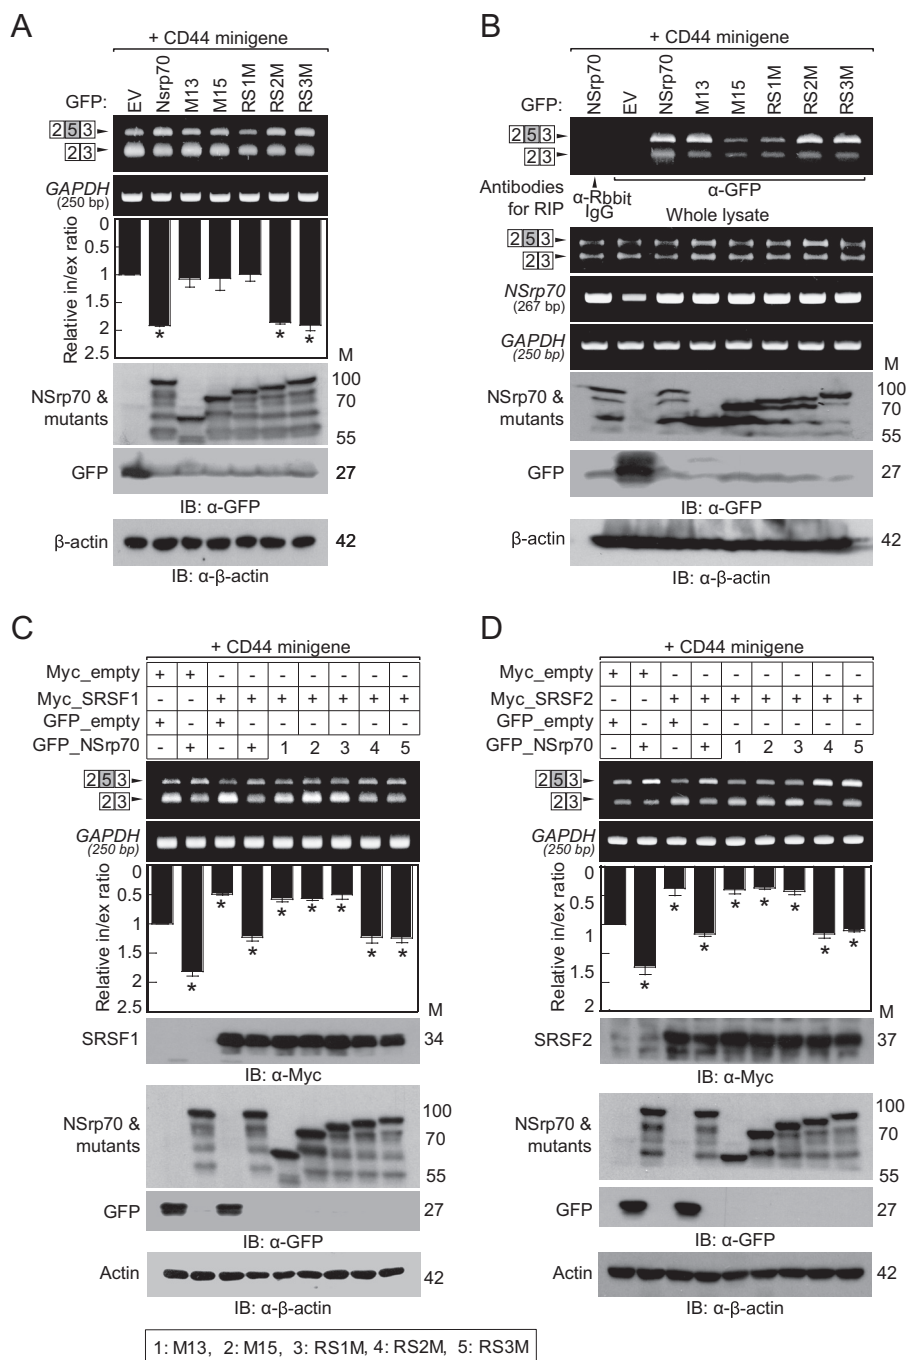 A
+ CD44 minigene
GFP:
EV
Nsrp70
M13
M15
RS1M
RS2M
RS3M
2 5 3
2 3
GAPDH
(250 bp)
Relative in/ex ratio
0
0.5
1
1
2
2.5
* * *
M
NSrp70 &
mutants
100
70
55
GFP
27
IB: α-GFP
β-actin
42
IB: α-β-actin
B
+ CD44 minigene
GFP:
NSrp70
EV
NSrp70
M13
M15
RS1M
RS2M
RS3M
2 5 3
2 3
Antibodies
for RIP
α-Rbbit
IgG
α-GFP
Whole lysate
2 5 3
2 3
NSrp70
(267 bp)
GAPDH
(250 bp)
M
NSrp70 &
mutants
100
70
55
GFP
27
IB: α-GFP
β-actin
42
IB: α-β-actin
C
+ CD44 minigene
Myc_empty + + - - - - - - -
Myc_SRSF1 - - + + + + + + +
GFP_empty + - + - - - - - -
GFP_NSrp70 - + - + 1 2 3 4 5
2 5 3
2 3
GAPDH
(250 bp)
Relative in/ex ratio
0
0.5
1
1.5
2
2.5
* * * * * * * *
M
SRSF1
34
IB: α-Myc
NSrp70 &
mutants
100
70
55
GFP
27
IB: α-GFP
Actin
42
IB: α-β-actin
1: M13, 2: M15, 3: RS1M, 4: RS2M, 5: RS3M
D
+ CD44 minigene
Myc_empty + + - - - - - - -
Myc_SRSF2 - - + + + + + + +
GFP_empty + - + - - - - - -
GFP_NSrp70 - + - + 1 2 3 4 5
2 5 3
2 3
GAPDH
(250 bp)
Relative in/ex ratio
0
0.5
1
1.5
2
* * * * * * * *
M
SRSF2
37
IB: α-Myc
NSrp70 &
mutants
100
70
55
GFP
27
IB: α-GFP
Actin
42
IB: α-β-actin